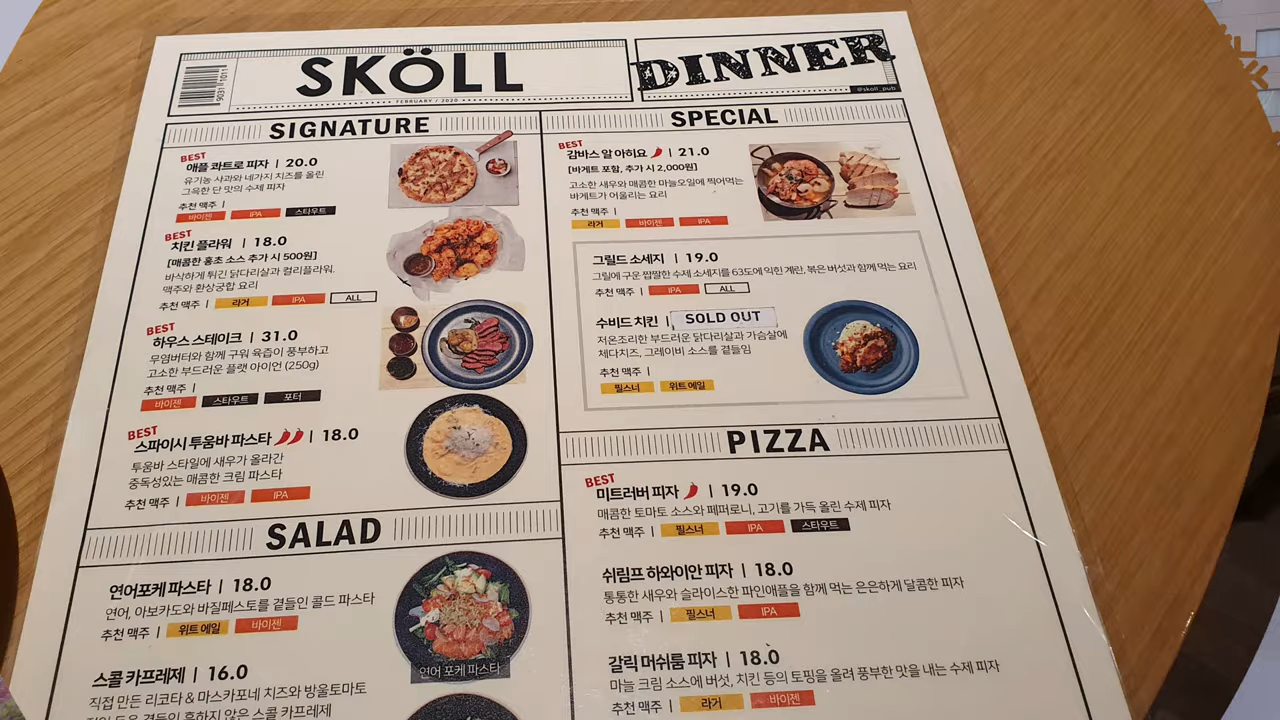 SKÖLL
FEBRUARY / 2020
DINNER
@skoll_pub
SIGNATURE
BEST
애플 콰트로 피자 | 20.0
유기농 사과와 네가지 치즈를 올린
그윽한 단 맛의 수제 피자
추천 맥주 |
바이젠 IPA 스타우트
BEST
치킨 플라워 | 18.0
[매콤한 홍초 소스 추가 시 500원]
바삭하게 튀긴 닭다리살과 컬리플라워.
맥주와 환상궁합 요리
추천 맥주 | 라거 IPA ALL
BEST
하우스 스테이크 | 31.0
무염버터와 함께 구워 육즙이 풍부하고
고소한 부드러운 플랫 아이언 (250g)
추천 맥주 |
바이젠 스타우트 포터
BEST
스파이시 투움바 파스타 | 18.0
투움바 스타일에 새우가 올라간
중독성있는 매콤한 크림 파스타
추천 맥주 | 바이젠 IPA
SALAD
연어포케 파스타 | 18.0
연어, 아보카도와 바질페스토를 곁들인 콜드 파스타
추천 맥주 | 위트 에일 바이젠
연어 포케 파스타
스콜 카프레제 | 16.0
직접 만든 리코타 & 마스카포네 치즈와 방울토마토
곁들인 흔하지 않은 스콜 카프레제
SPECIAL
BEST
감바스 알 아히요 | 21.0
[바게트 포함, 추가 시 2,000원]
고소한 새우와 매콤한 마늘오일에 찍어먹는
바게트가 어울리는 요리
추천 맥주 |
라거 바이젠 IPA
그릴드 소세지 | 19.0
그릴에 구운 짭짤한 수제 소세지를 63도에 익힌 계란, 볶은 버섯과 함께 먹는 요리
추천 맥주 | IPA ALL
수비드 치킨 | SOLD OUT
저온조리한 부드러운 닭다리살과 가슴살에
체다치즈, 그레이비 소스를 곁들임
추천 맥주 |
필스너 위트 에일
PIZZA
BEST
미트러버 피자 | 19.0
매콤한 토마토 소스와 페퍼로니, 고기를 가득 올린 수제 피자
추천 맥주 | 필스너 IPA 스타우트
쉬림프 하와이안 피자 | 18.0
통통한 새우와 슬라이스한 파인애플을 함께 먹는 은은하게 달콤한 피자
추천 맥주 | 필스너 IPA
갈릭 머쉬룸 피자 | 18.0
마늘 크림 소스에 버섯, 치킨 등의 토핑을 올려 풍부한 맛을 내는 수제 피자
추천 맥주 | 라거 바이젠